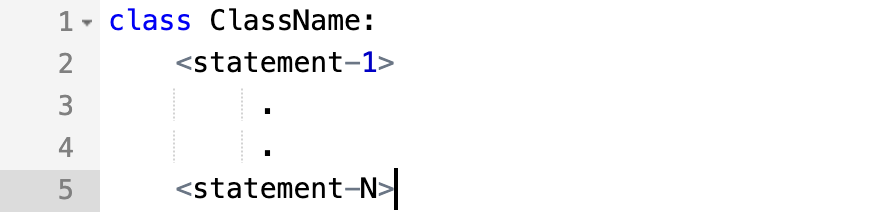 1 class ClassName:
2     <statement-1>
3          .
4          .
5     <statement-N>